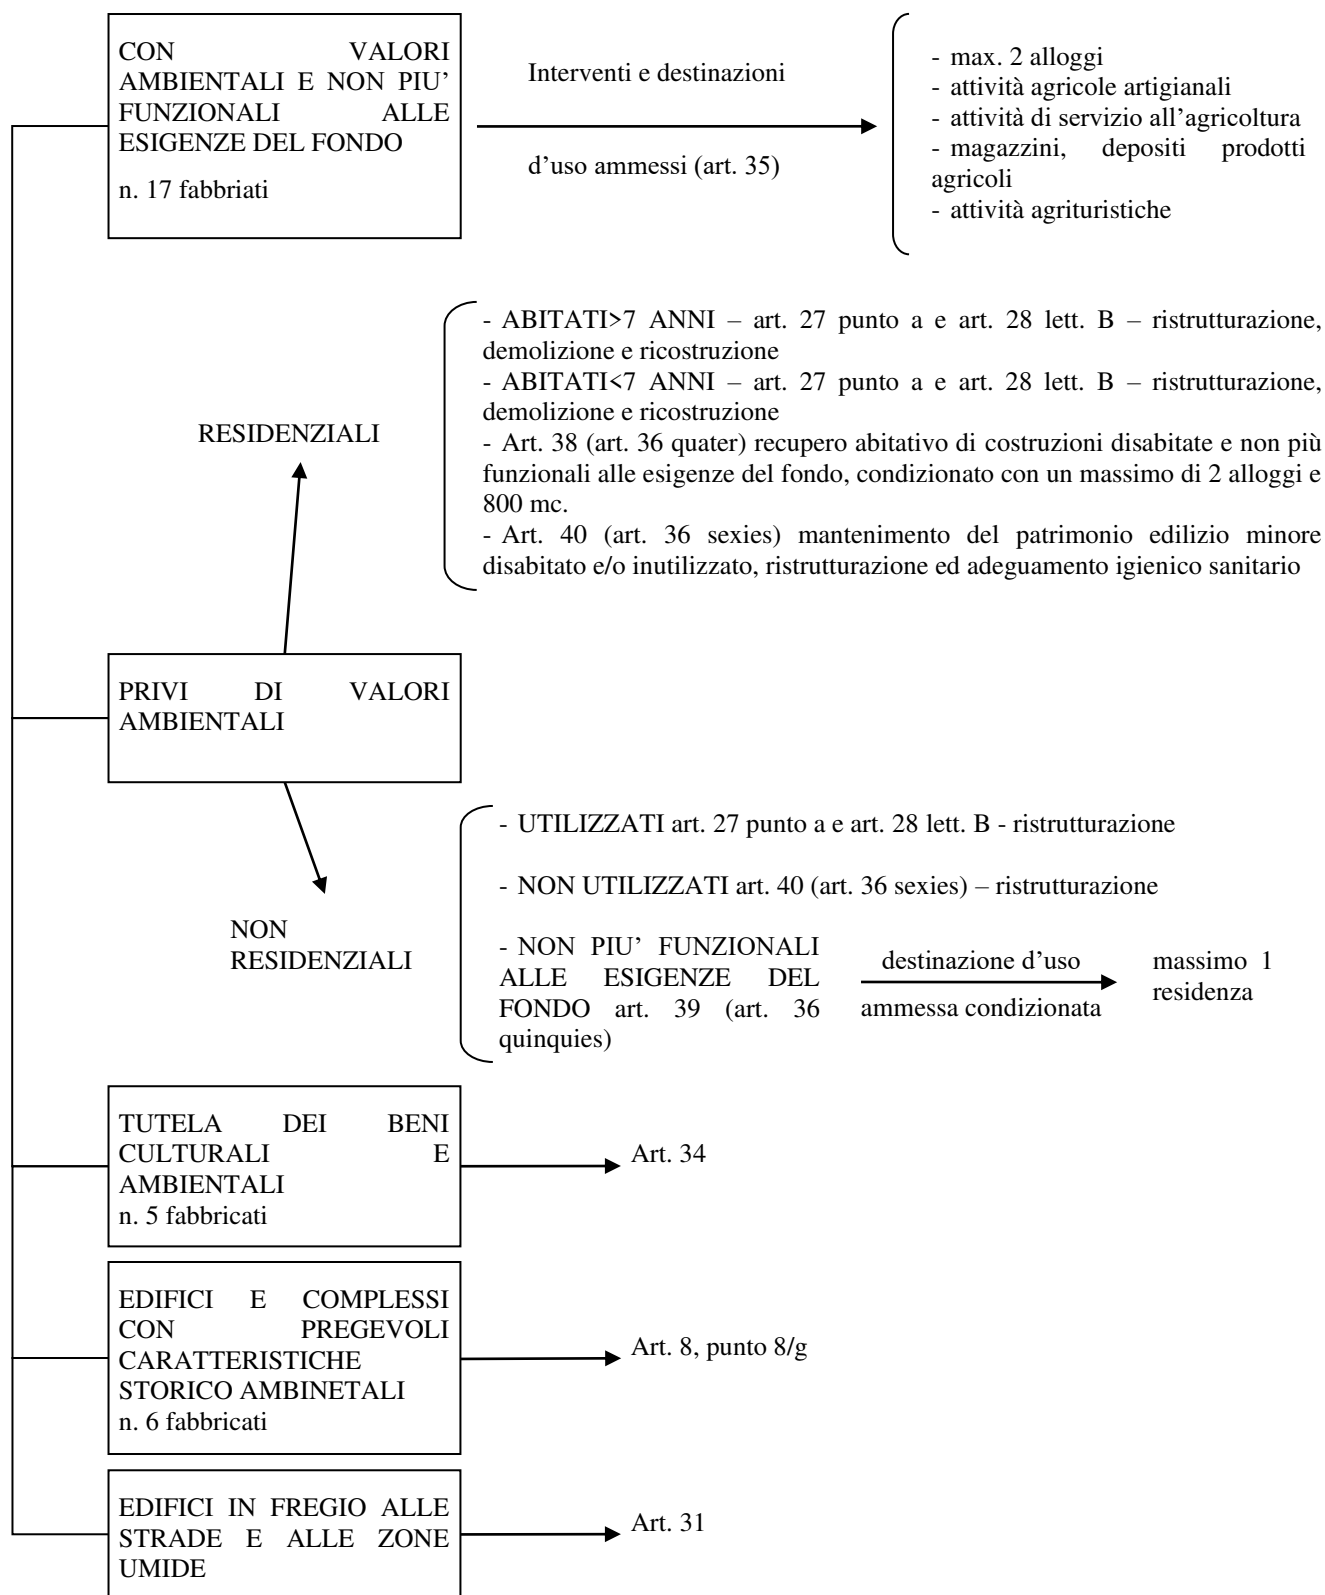 CON VALORI
AMBIENTALI E NON PIU'
FUNZIONALI ALLE
ESIGENZE DEL FONDO
n. 17 fabbriati
Interventi e destinazioni
d’uso ammessi (art. 35)
- max. 2 alloggi
- attività agricole artigianali
- attività di servizio all’agricoltura
- magazzini, depositi prodotti
agricoli
- attività agrituristiche
- ABITATI>7 ANNI – art. 27 punto a e art. 28 lett. B – ristrutturazione,
demolizione e ricostruzione
- ABITATI<7 ANNI – art. 27 punto a e art. 28 lett. B – ristrutturazione,
demolizione e ricostruzione
- Art. 38 (art. 36 quater) recupero abitativo di costruzioni disabitate e non più
funzionali alle esigenze del fondo, condizionato con un massimo di 2 alloggi e
800 mc.
- Art. 40 (art. 36 sexies) mantenimento del patrimonio edilizio minore
disabitato e/o inutilizzato, ristrutturazione ed adeguamento igienico sanitario
RESIDENZIALI
PRIVI DI VALORI
AMBIENTALI
NON
RESIDENZIALI
- UTILIZZATI art. 27 punto a e art. 28 lett. B - ristrutturazione
- NON UTILIZZATI art. 40 (art. 36 sexies) – ristrutturazione
- NON PIU’ FUNZIONALI
ALLE ESIGENZE DEL
FONDO art. 39 (art. 36
quinquies)
destinazione d’uso
ammessa condizionata
massimo 1
residenza
TUTELA DEI BENI
CULTURALI E
AMBIENTALI
n. 5 fabbricati
Art. 34
EDIFICI E COMPLESSI
CON PREGEVOLI
CARATTERISTICHE
STORICO AMBINETALI
n. 6 fabbricati
Art. 8, punto 8/g
EDIFICI IN FREGIO ALLE
STRADE E ALLE ZONE
UMIDE
Art. 31